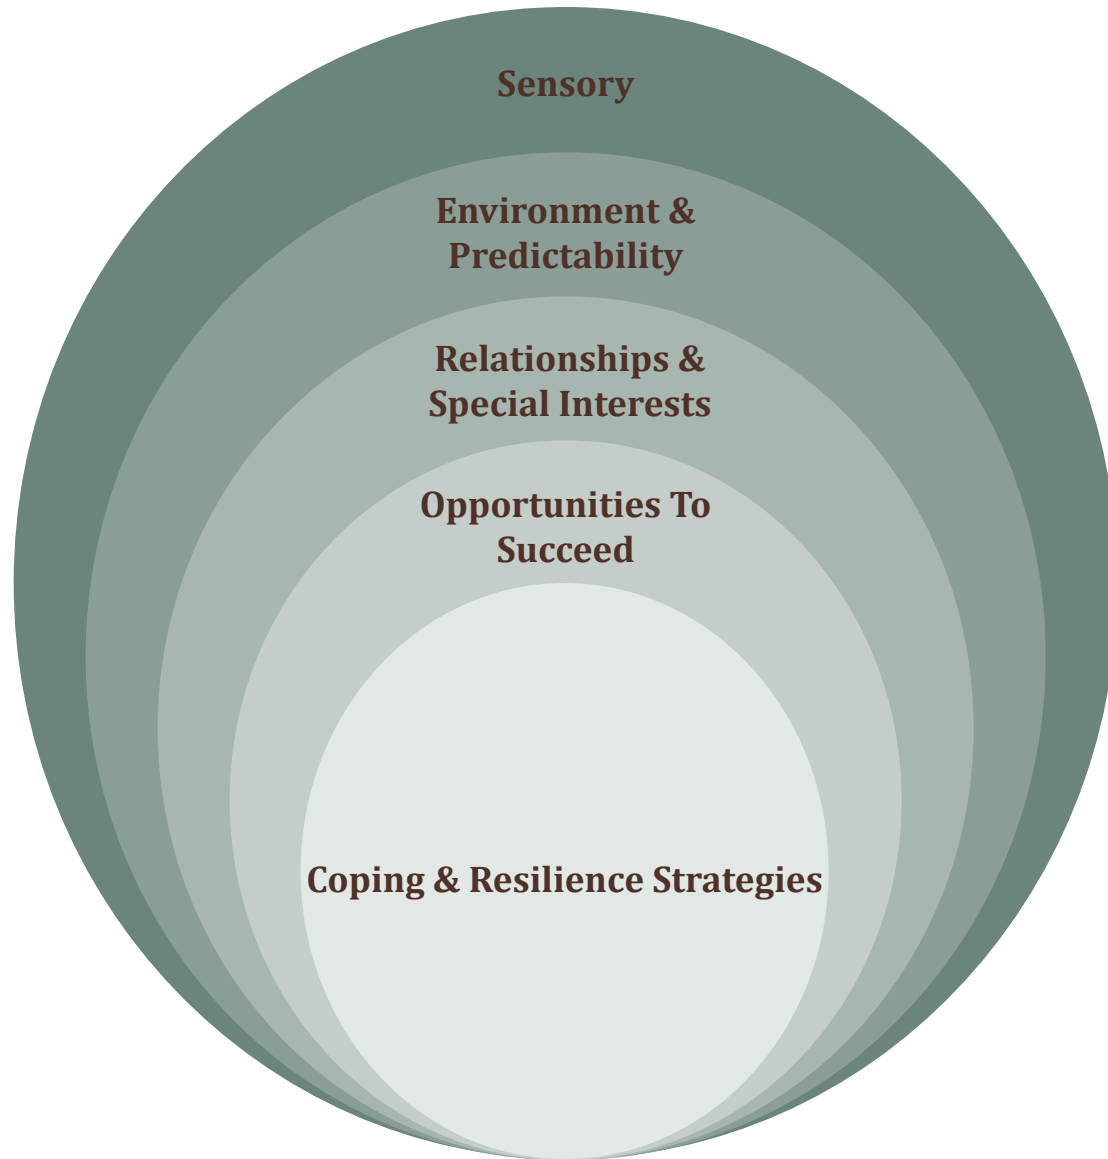 Sensory
Environment &
Predictability
Relationships &
Special Interests
Opportunities To
Succeed
Coping & Resilience Strategies